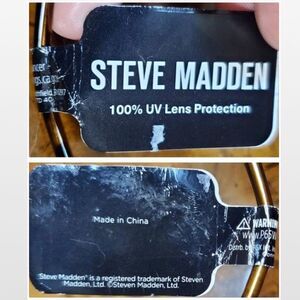 STEVE MADDEN
100% UV Lens Protection
Made in China
"Steve Madden" is a registered trademark of Steven
Madden, Ltd. ©Steven Madden, Ltd.
WARNIN